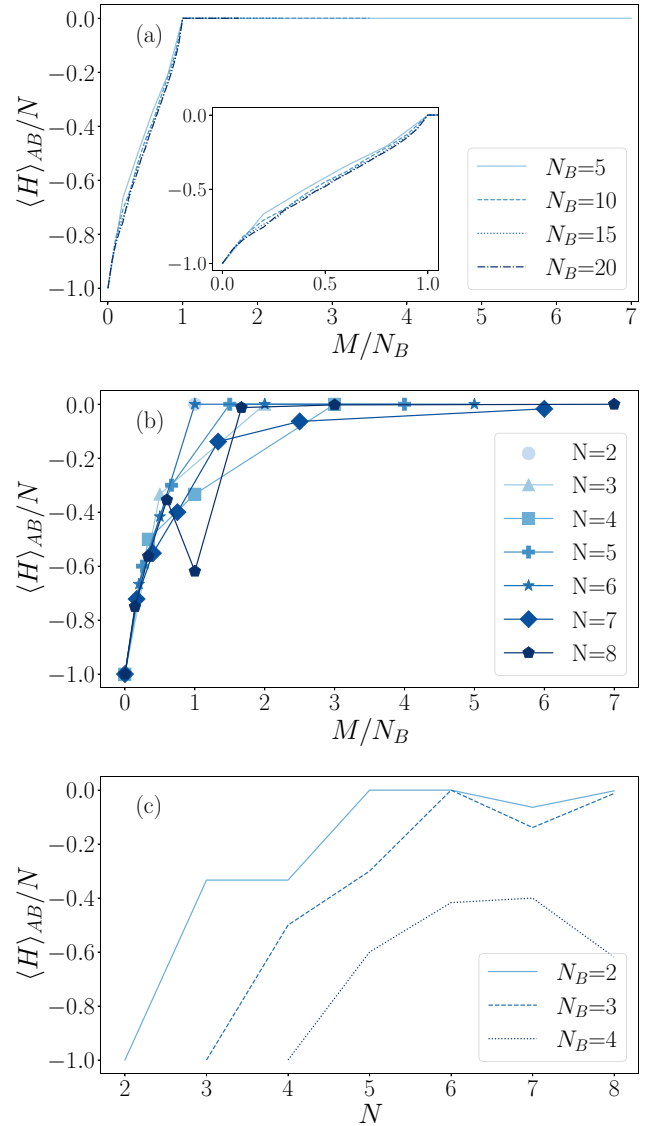 (a)
⟨H⟩_{AB}/N
0.0
−0.2
−0.4
−0.6
−0.8
−1.0
0.0
−0.5
−1.0
0.0 0.5 1.0
N_B=5
N_B=10
N_B=15
N_B=20
0 1 2 3 4 5 6 7
M/N_B
(b)
⟨H⟩_{AB}/N
0.0
−0.2
−0.4
−0.6
−0.8
−1.0
N=2
N=3
N=4
N=5
N=6
N=7
N=8
0 1 2 3 4 5 6 7
M/N_B
(c)
⟨H⟩_{AB}/N
0.0
−0.2
−0.4
−0.6
−0.8
−1.0
N_B=2
N_B=3
N_B=4
2 3 4 5 6 7 8
N